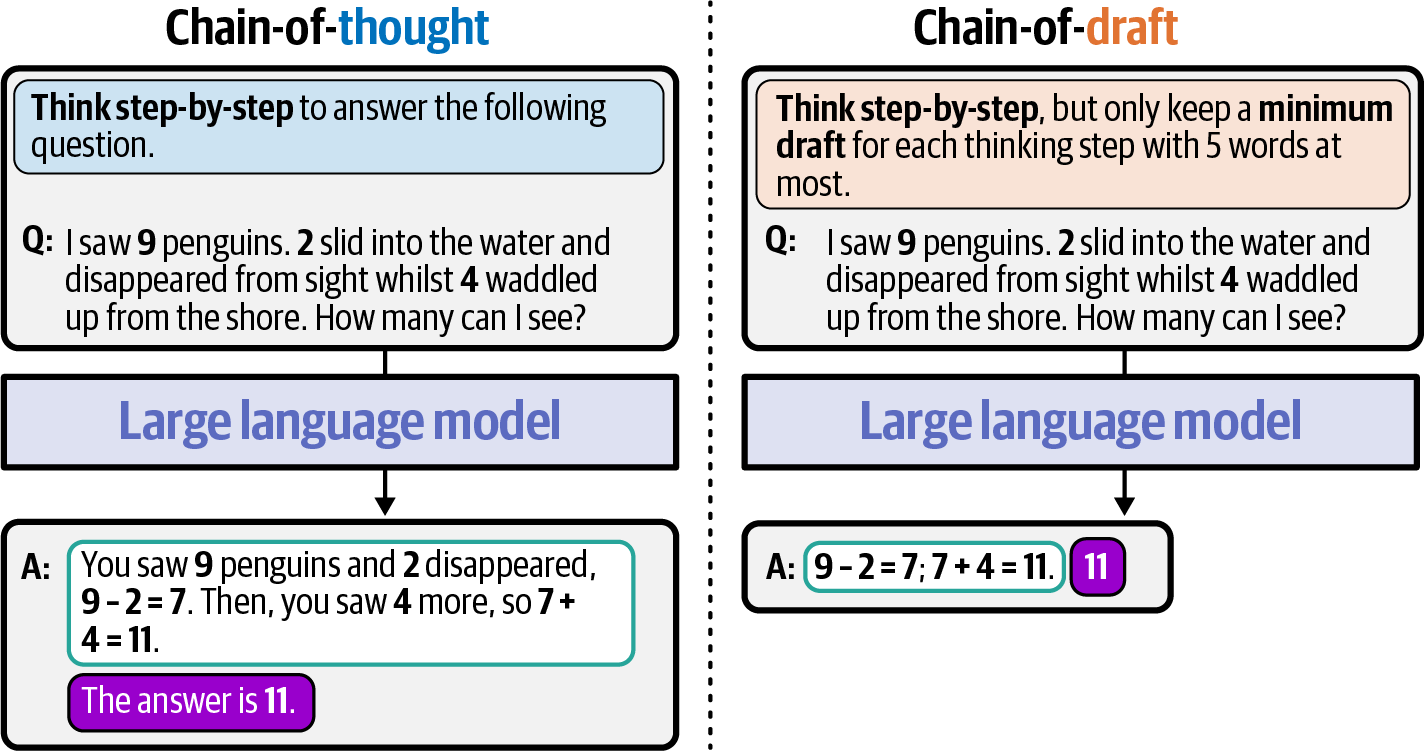 Chain-of-thought
Think step-by-step to answer the following
question.
Q: I saw 9 penguins. 2 slid into the water and
disappeared from sight whilst 4 waddled
up from the shore. How many can I see?
Large language model
A: You saw 9 penguins and 2 disappeared,
9 – 2 = 7. Then, you saw 4 more, so 7 +
4 = 11.
The answer is 11.
Chain-of-draft
Think step-by-step, but only keep a minimum
draft for each thinking step with 5 words at
most.
Q: I saw 9 penguins. 2 slid into the water and
disappeared from sight whilst 4 waddled
up from the shore. How many can I see?
Large language model
A: 9 – 2 = 7; 7 + 4 = 11. 11